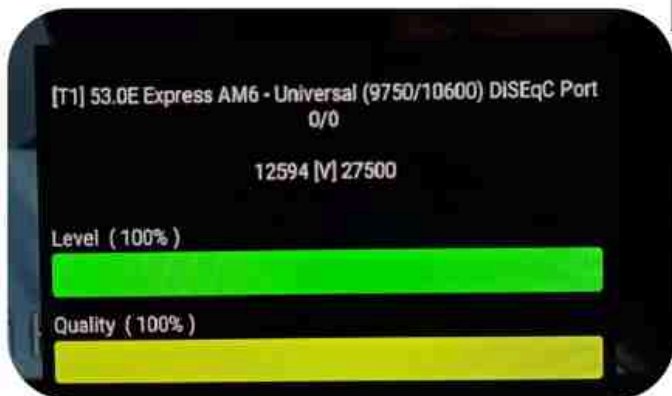 [T1] 53.0E Express AM6 - Universal (9750/10600) DiSEqC Port
0/0
12594 [V] 27500
Level ( 100% )
Quality ( 100% )